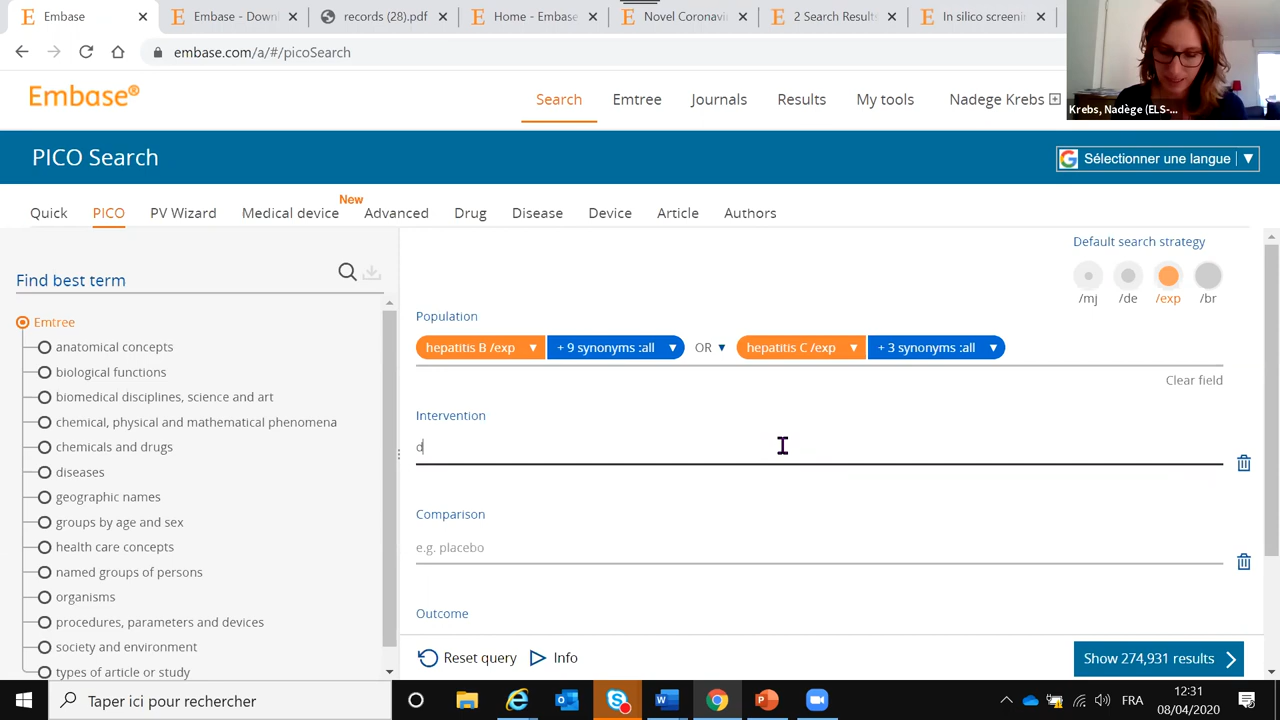 Embase
Embase - Down
records (28).pdf
Home - Embase
Novel Coronavi
2 Search Results
In silico screenin
embase.com/a/#/picoSearch
Krebs, Nadège (ELS-...
Embase®
Search
Emtree
Journals
Results
My tools
Nadege Krebs
PICO Search
Sélectionner une langue
New
Quick
PICO
PV Wizard
Medical device
Advanced
Drug
Disease
Device
Article
Authors
Find best term
Emtree
anatomical concepts
biological functions
biomedical disciplines, science and art
chemical, physical and mathematical phenomena
chemicals and drugs
diseases
geographic names
groups by age and sex
health care concepts
named groups of persons
organisms
procedures, parameters and devices
society and environment
types of article or study
Default search strategy
/mj
/de
/exp
/br
Population
hepatitis B /exp
+ 9 synonyms :all
OR
hepatitis C /exp
+ 3 synonyms :all
Clear field
Intervention
d
Comparison
e.g. placebo
Outcome
Reset query
Info
Show 274,931 results
Taper ici pour rechercher
FRA
12:31
08/04/2020